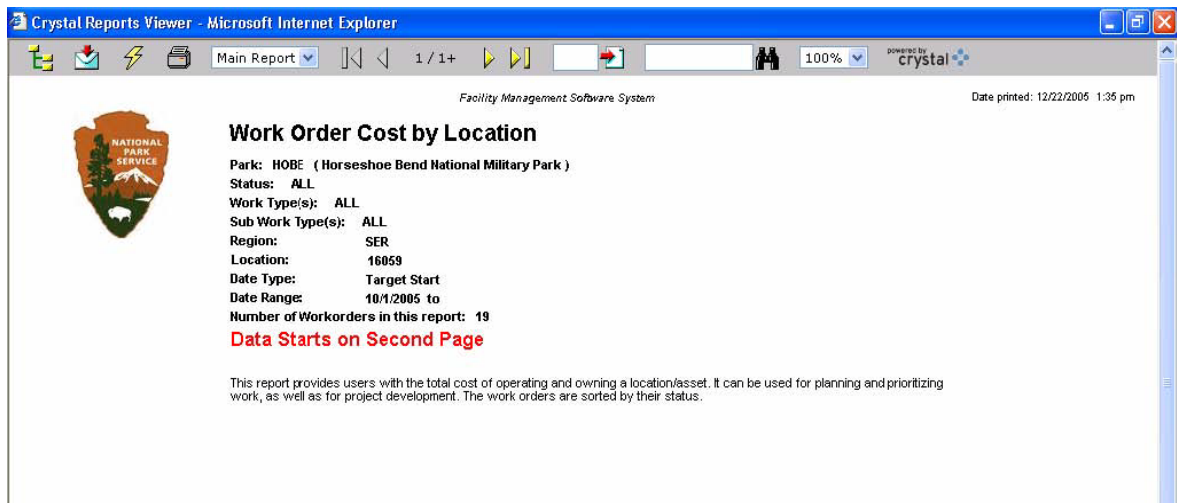 Crystal Reports Viewer - Microsoft Internet Explorer
Main Report 1 / 1+ 100% powered by crystal
Facility Management Software System Date printed: 12/22/2005 1:35 pm
NATIONAL
PARK
SERVICE
Work Order Cost by Location
Park: HOBE ( Horseshoe Bend National Military Park )
Status: ALL
Work Type(s): ALL
Sub Work Type(s): ALL
Region: SER
Location: 16059
Date Type: Target Start
Date Range: 10/1/2005 to
Number of Workorders in this report: 19
Data Starts on Second Page
This report provides users with the total cost of operating and owning a location/asset. It can be used for planning and prioritizing
work, as well as for project development. The work orders are sorted by their status.